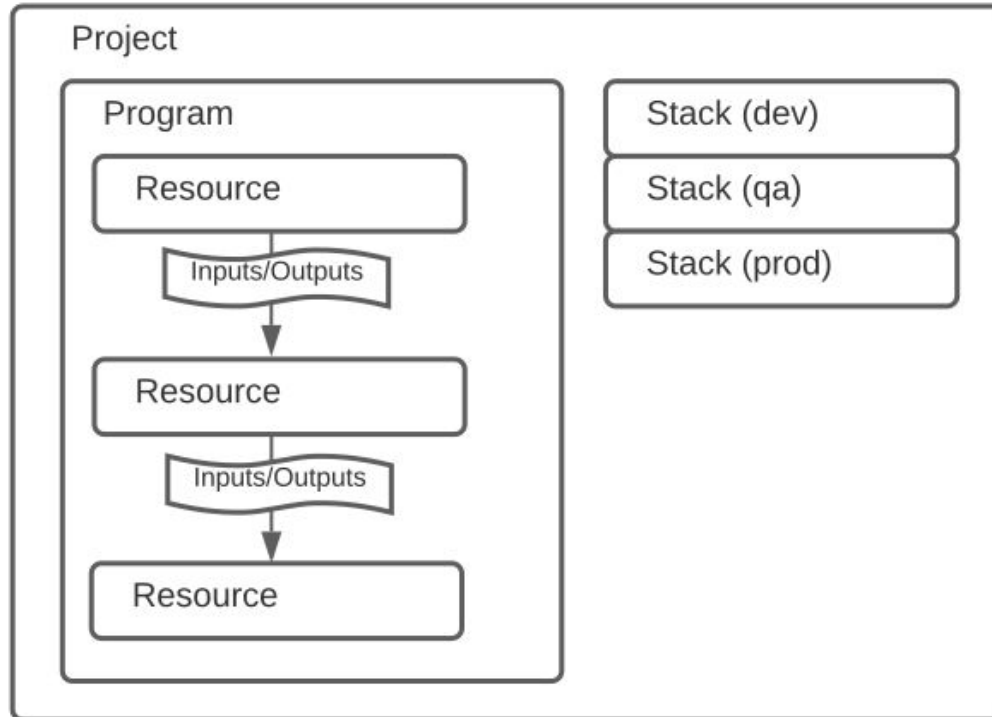 Project
Program
Resource
Inputs/Outputs
Resource
Inputs/Outputs
Resource
Stack (dev)
Stack (qa)
Stack (prod)